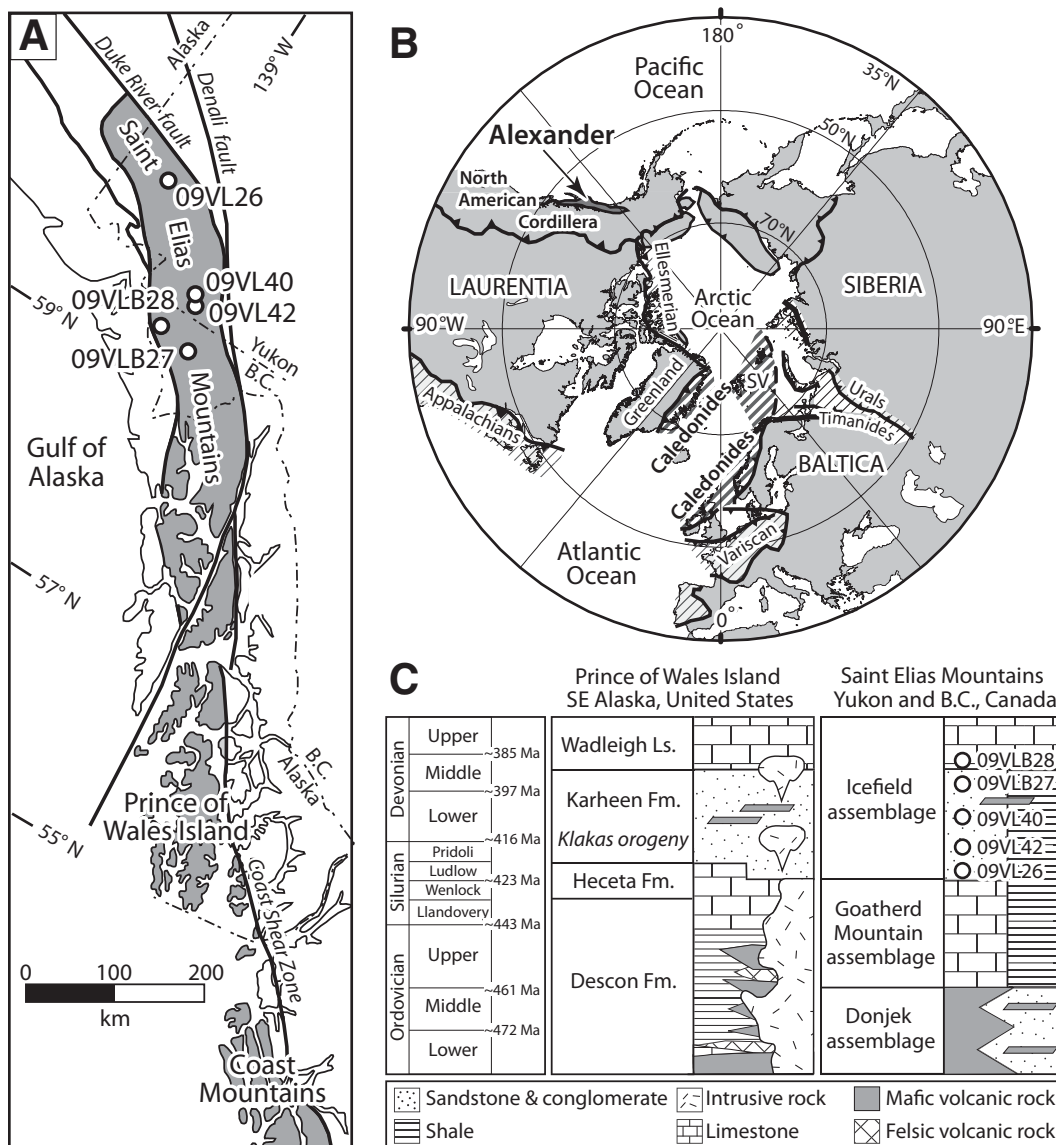 A
Alaska
Duke River fault
Denali fault
139° W
Saint
09VL26
Elias
09VL40
09VLB28
09VL42
59° N
09VLB27
Yukon
B.C.
Mountains
Gulf of
Alaska
57° N
B.C.
Alaska
Prince of
Wales Island
55° N
Coast Shear Zone
0 100 200
km
Coast
Mountains
B
180°
Pacific
Ocean
35°N
50°N
Alexander
North
American
Cordillera
70°N
Ellesmerian
LAURENTIA
SIBERIA
Arctic
Ocean
90°W
90°E
Greenland
SV
Caledonides
Caledonides
Urals
Timanides
Appalachians
BALTICA
Variscan
Atlantic
Ocean
0°
C
Prince of Wales Island
SE Alaska, United States
Saint Elias Mountains
Yukon and B.C., Canada
Devonian
Upper
~385 Ma
Middle
~397 Ma
Lower
~416 Ma
Silurian
Pridoli
Ludlow
~423 Ma
Wenlock
Llandovery
~443 Ma
Ordovician
Upper
~461 Ma
Middle
~472 Ma
Lower
Wadleigh Ls.
Karheen Fm.
Klakas orogeny
Heceta Fm.
Descon Fm.
Icefield
assemblage
09VLB28
09VLB27
09VL40
09VL42
09VL26
Goatherd
Mountain
assemblage
Donjek
assemblage
Sandstone & conglomerate
Intrusive rock
Mafic volcanic rock
Shale
Limestone
Felsic volcanic rock